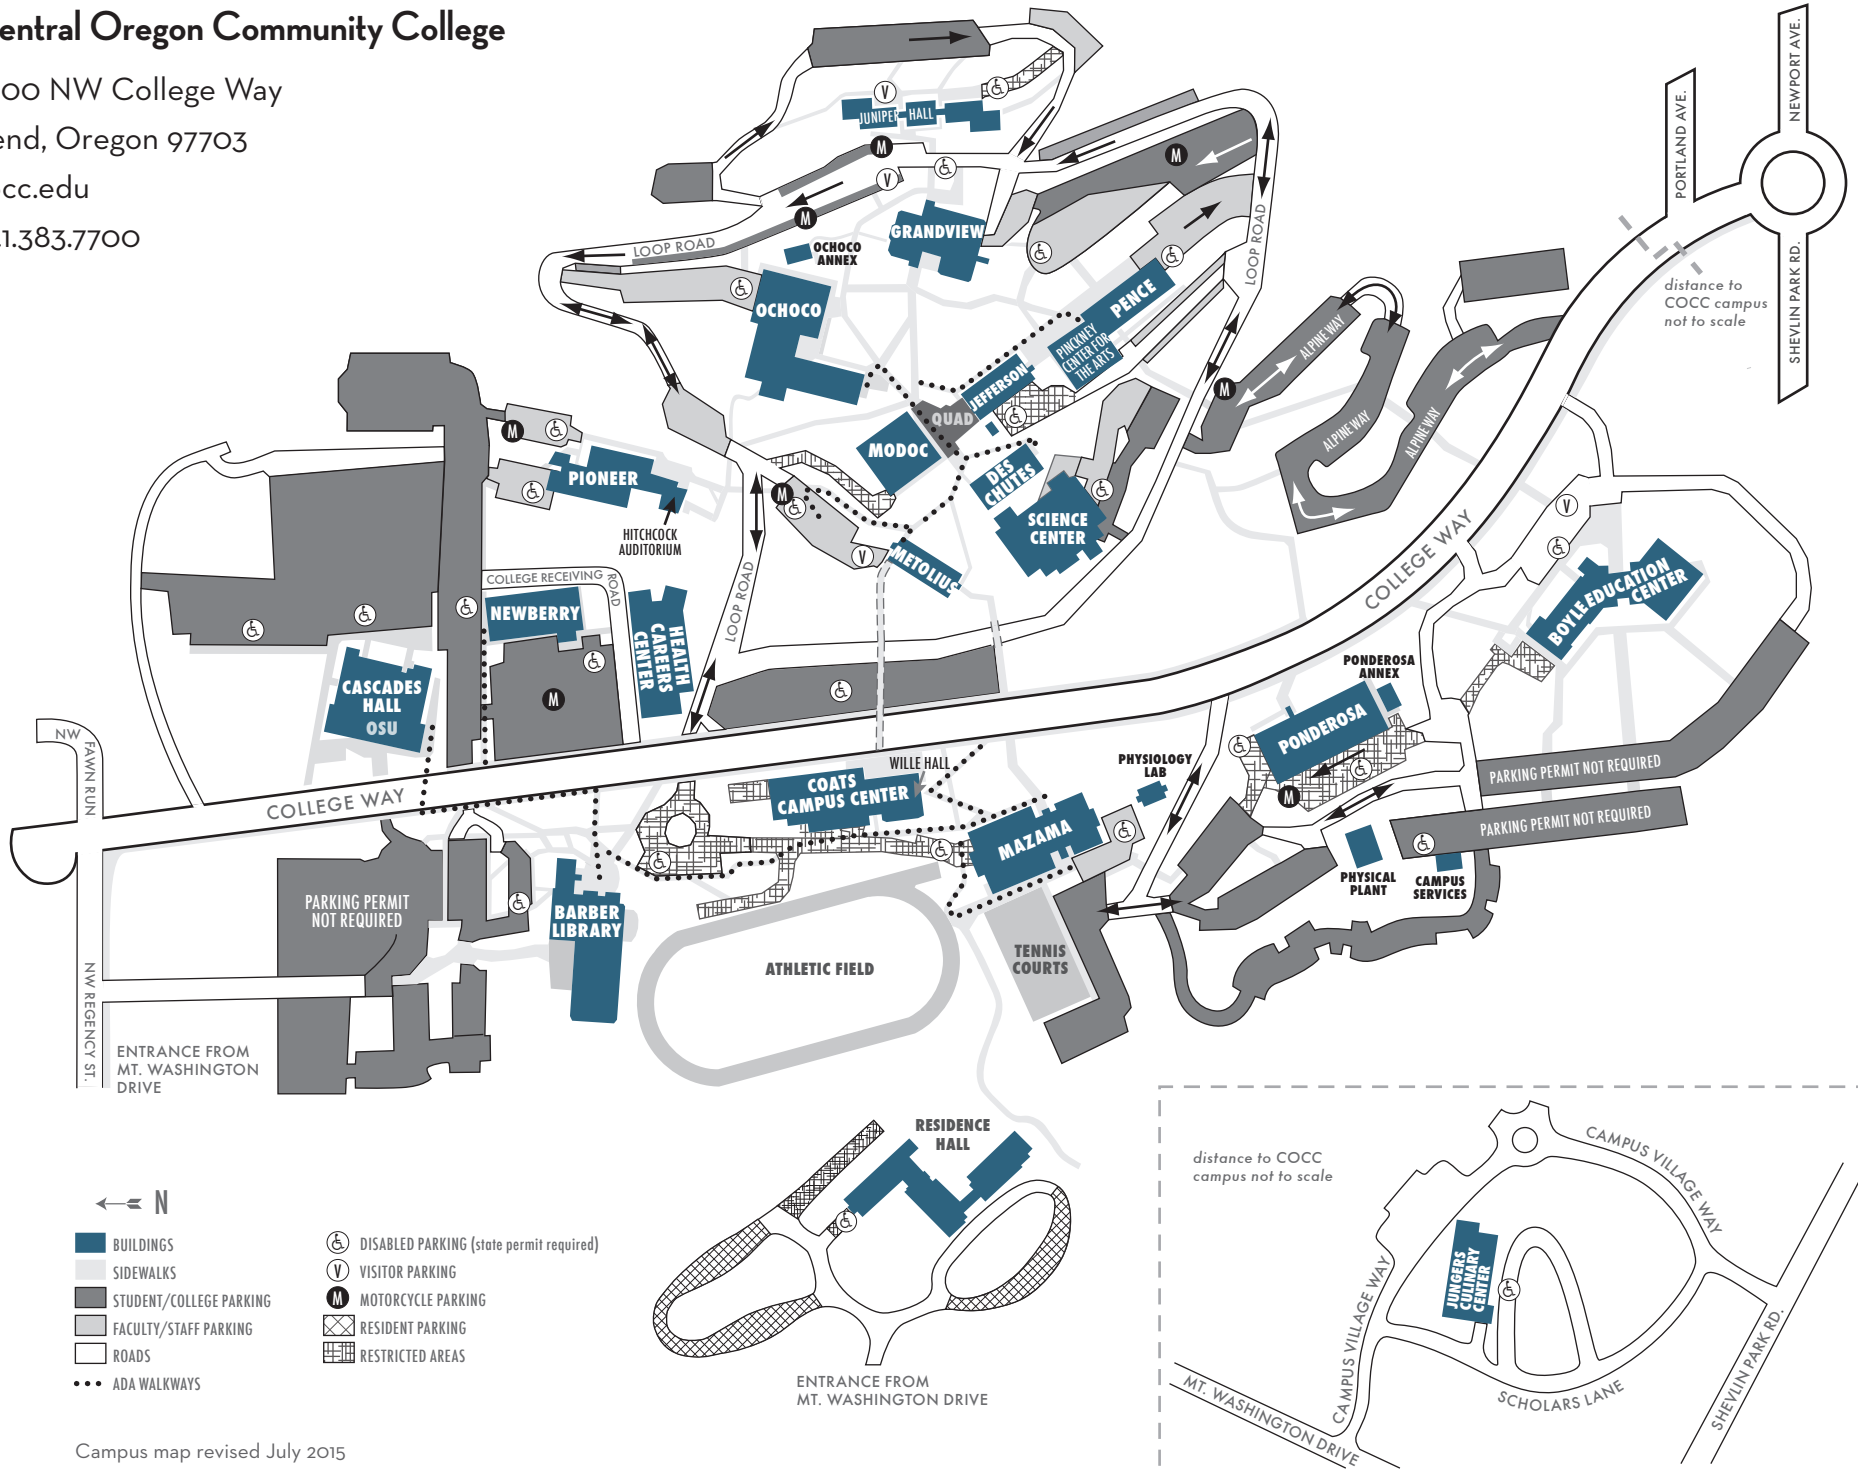 entral Oregon Community College
00 NW College Way
end, Oregon 97703
cc.edu
.1.383.7700
JUNIPER HALL
V
M
V
M
M
LOOP ROAD
OCHOCO
ANNEX
GRANDVIEW
OCHOCO
PENCE
PINCKNEY
CENTER FOR
THE ARTS
LOOP ROAD
JEFFERSON
QUAD
MODOC
DES
CHUTES
SCIENCE
CENTER
METOLIUS
M
V
M
ALPINE WAY
ALPINE WAY
ALPINE WAY
PORTLAND AVE.
NEWPORT AVE.
SHEVLIN PARK RD.
distance to
COCC campus
not to scale
M
PIONEER
HITCHCOCK
AUDITORIUM
COLLEGE RECEIVING ROAD
NEWBERRY
HEALTH
CAREERS
CENTER
LOOP ROAD
M
CASCADES
HALL
OSU
COLLEGE WAY
V
BOYLE EDUCATION
CENTER
PONDEROSA
ANNEX
PONDEROSA
M
PARKING PERMIT NOT REQUIRED
PARKING PERMIT NOT REQUIRED
PHYSICAL
PLANT
CAMPUS
SERVICES
PHYSIOLOGY
LAB
WILLE HALL
COATS
CAMPUS CENTER
MAZAMA
NW
FAWN RUN
COLLEGE WAY
PARKING PERMIT
NOT REQUIRED
BARBER
LIBRARY
ATHLETIC FIELD
TENNIS
COURTS
NW REGENCY ST.
ENTRANCE FROM
MT. WASHINGTON
DRIVE
RESIDENCE
HALL
ENTRANCE FROM
MT. WASHINGTON DRIVE
N
BUILDINGS
SIDEWALKS
STUDENT/COLLEGE PARKING
FACULTY/STAFF PARKING
ROADS
ADA WALKWAYS
DISABLED PARKING (state permit required)
V VISITOR PARKING
M MOTORCYCLE PARKING
RESIDENT PARKING
RESTRICTED AREAS
Campus map revised July 2015
distance to COCC
campus not to scale
CAMPUS VILLAGE WAY
JUNGERS
CULINARY
CENTER
CAMPUS VILLAGE WAY
SCHOLARS LANE
SHEVLIN PARK RD.
MT. WASHINGTON DRIVE